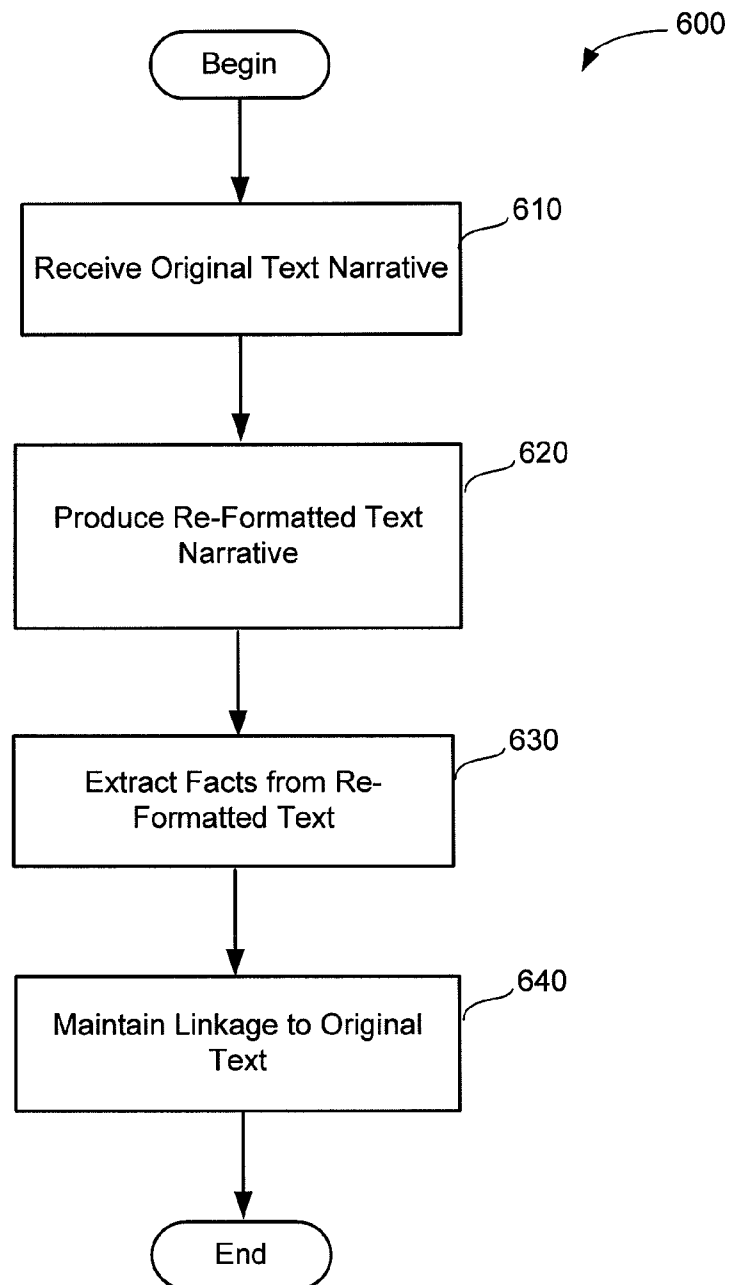 600
Begin
610
Receive Original Text Narrative
620
Produce Re-Formatted Text
Narrative
630
Extract Facts from Re-
Formatted Text
640
Maintain Linkage to Original
Text
End